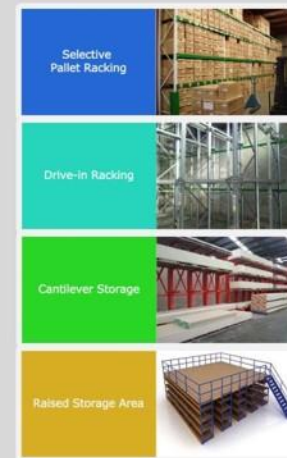 Selective
Pallet Racking
Drive-in Racking
Cantilever Storage
Raised Storage Area